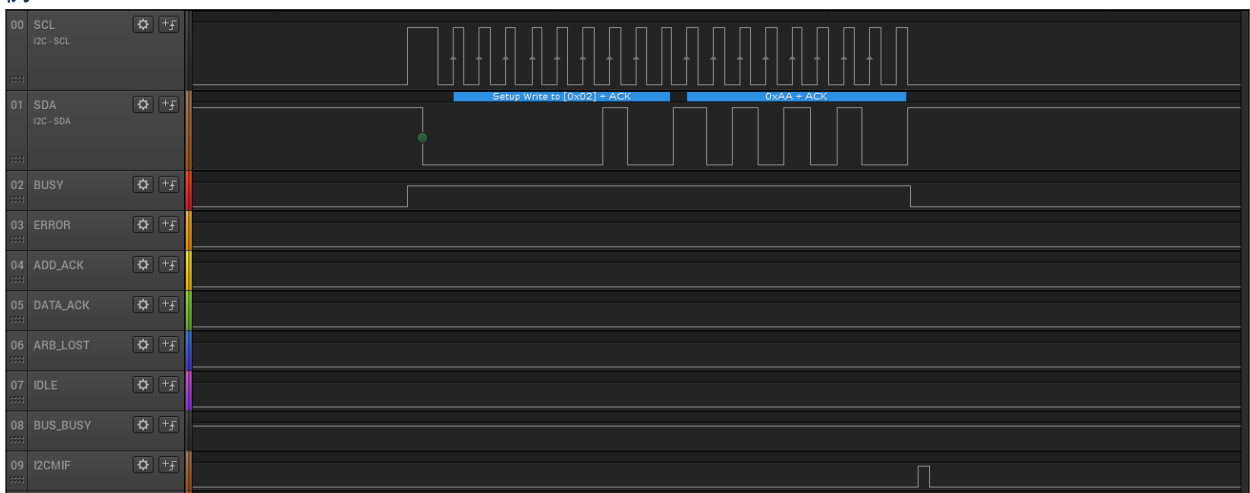 00 SCL
I2C - SCL
01 SDA
I2C - SDA
Setup Write to [0x02] + ACK
0xAA + ACK
02 BUSY
03 ERROR
04 ADD_ACK
05 DATA_ACK
06 ARB_LOST
07 IDLE
08 BUS_BUSY
09 I2CMIF